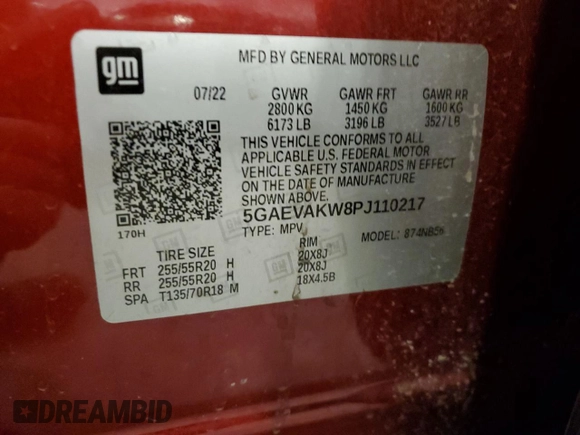 gm
MFD BY GENERAL MOTORS LLC
07/22 GVWR GAWR FRT GAWR RR
2800 KG 1450 KG 1600 KG
6173 LB 3196 LB 3527 LB
THIS VEHICLE CONFORMS TO ALL
APPLICABLE U.S. FEDERAL MOTOR
VEHICLE SAFETY STANDARDS IN EFFECT
ON THE DATE OF MANUFACTURE
SHOWN ABOVE.
170H
5GAEVAKW8PJ110217
TYPE: MPV MODEL: 874NB56
TIRE SIZE RIM
FRT 255/55R20 H 20X8J
RR 255/55R20 H 20X8J
SPA T135/70R18 M 18X4.5B
DREAMBID